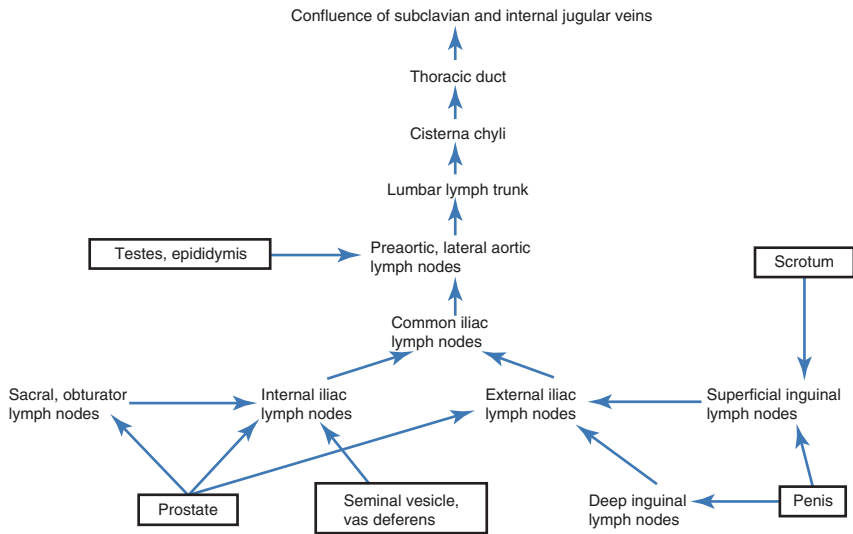 Confluence of subclavian and internal jugular veins
Thoracic duct
Cisterna chyli
Lumbar lymph trunk
Testes, epididymis
Preaortic, lateral aortic
lymph nodes
Scrotum
Common iliac
lymph nodes
Sacral, obturator
lymph nodes
Internal iliac
lymph nodes
External iliac
lymph nodes
Superficial inguinal
lymph nodes
Prostate
Seminal vesicle,
vas deferens
Deep inguinal
lymph nodes
Penis